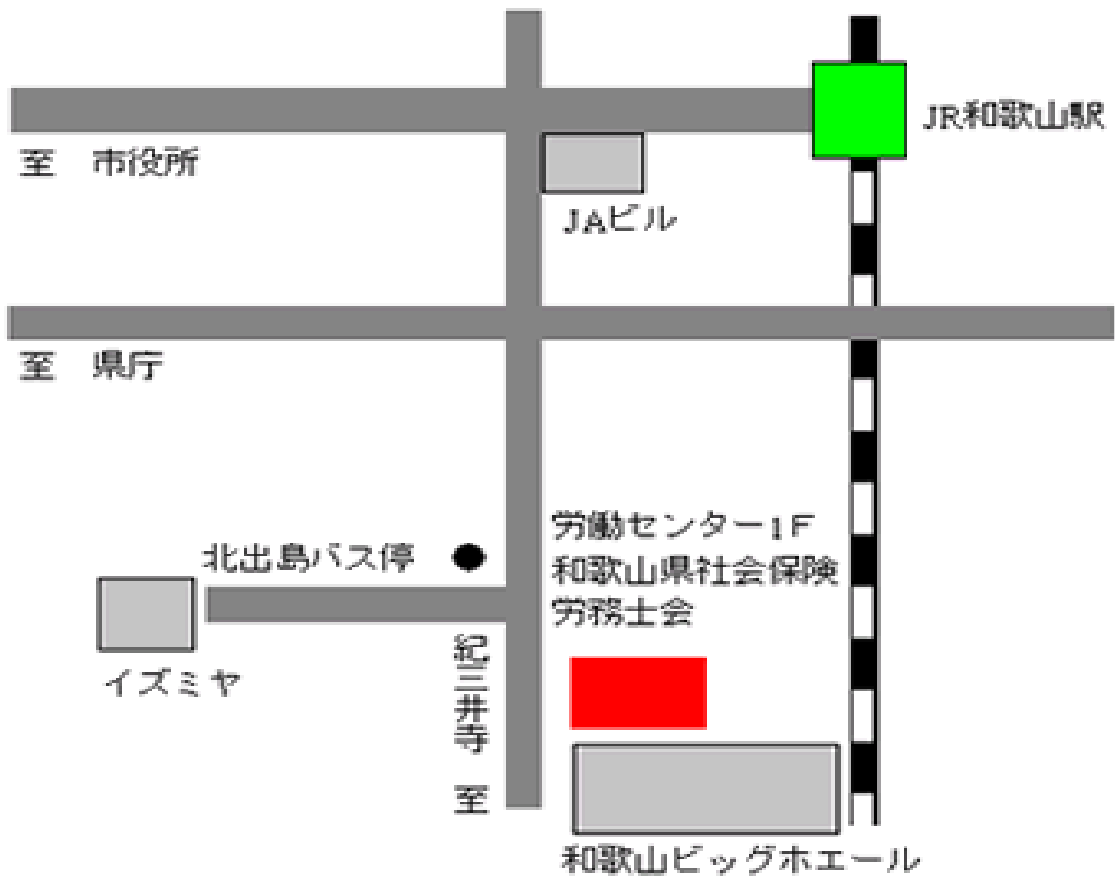 JR和歌山駅
至 市役所
JAビル
至 県庁
労働センター1F
北出島バス停
和歌山県社会保険
労務士会
イズミヤ
紀三井寺 至
和歌山ビッグホエール